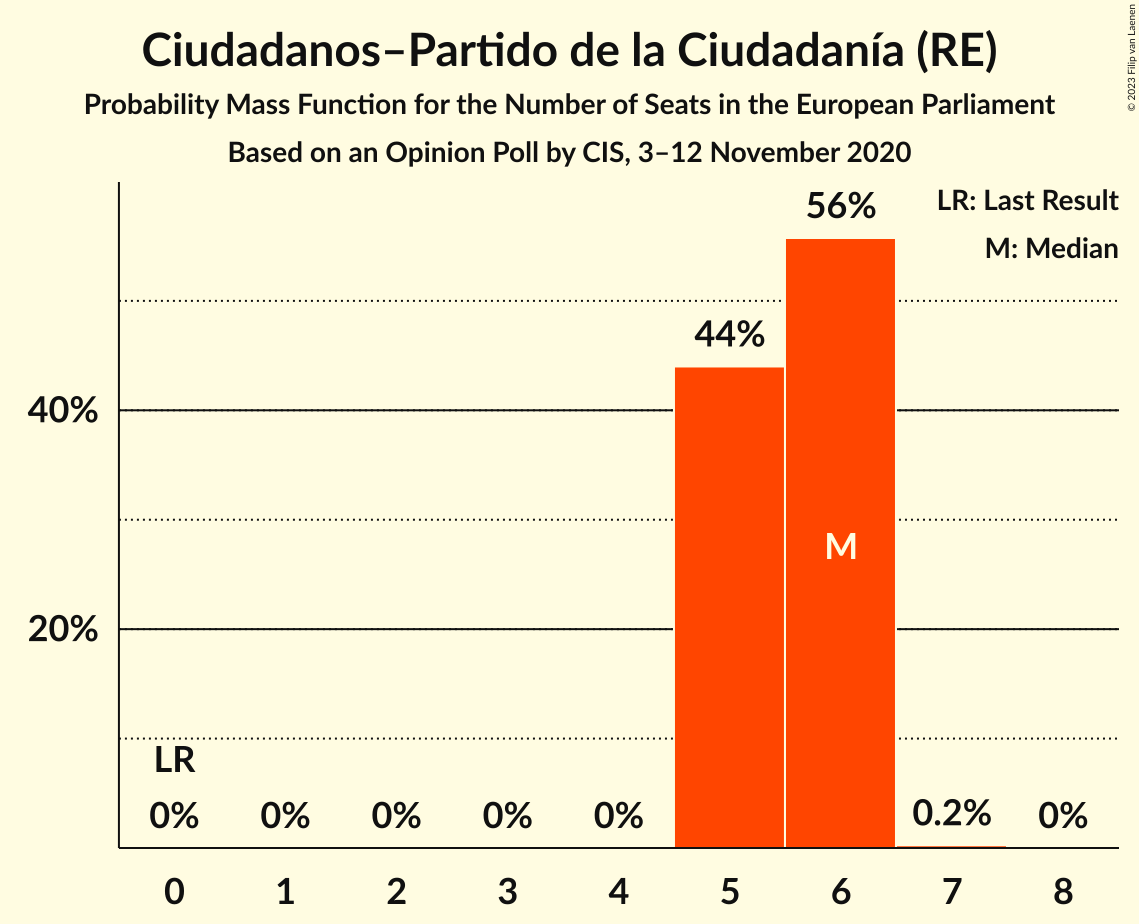 Ciudadanos–Partido de la Ciudadanía (RE)
Probability Mass Function for the Number of Seats in the European Parliament
Based on an Opinion Poll by CIS, 3–12 November 2020
© 2023 Filip van Laenen
LR: Last Result
M: Median
56%
44%
40%
M
20%
LR
0% 0% 0% 0% 0% 0.2% 0%
0 1 2 3 4 5 6 7 8